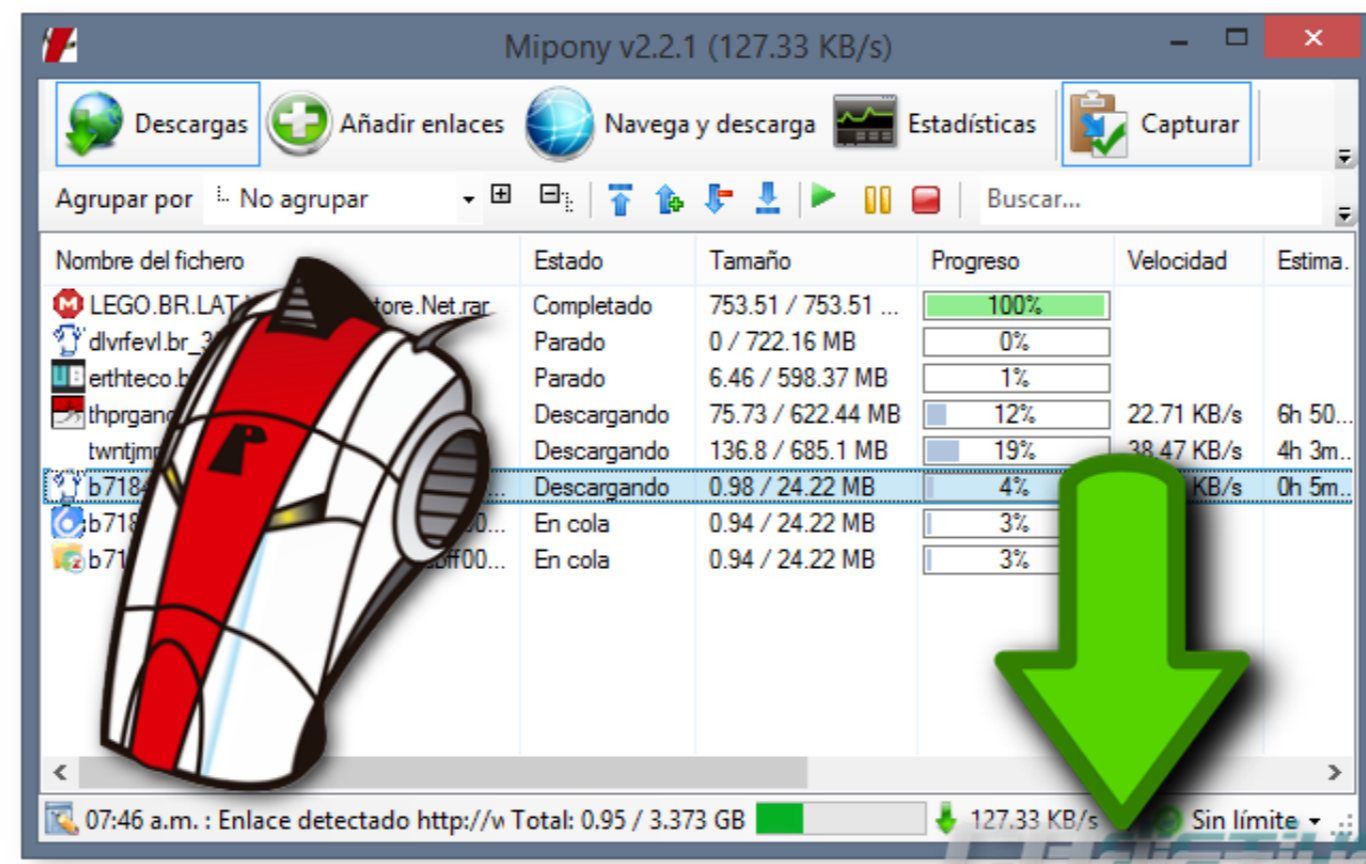 Mipony v2.2.1 (127.33 KB/s)
Descargas Añadir enlaces Navega y descarga Estadísticas Capturar
Agrupar por No agrupar Buscar...
Nombre del fichero Estado Tamaño Progreso Velocidad Estima.
LEGO.BR.LAT tore.Net.rar Completado 753.51 / 753.51 ... 100%
dlvrfevl.br_3 Parado 0 / 722.16 MB 0%
erthteco.b Parado 6.46 / 598.37 MB 1%
thprgan Descargando 75.73 / 622.44 MB 12% 22.71 KB/s 6h 50...
twntjm Descargando 136.8 / 685.1 MB 19% 38.47 KB/s 4h 3m..
b718 ... Descargando 0.98 / 24.22 MB 4% KB/s 0h 5m..
b718 0... En cola 0.94 / 24.22 MB 3%
b71 bff00... En cola 0.94 / 24.22 MB 3%
P
07:46 a.m. : Enlace detectado http://w Total: 0.95 / 3.373 GB 127.33 KB/s Sin límite